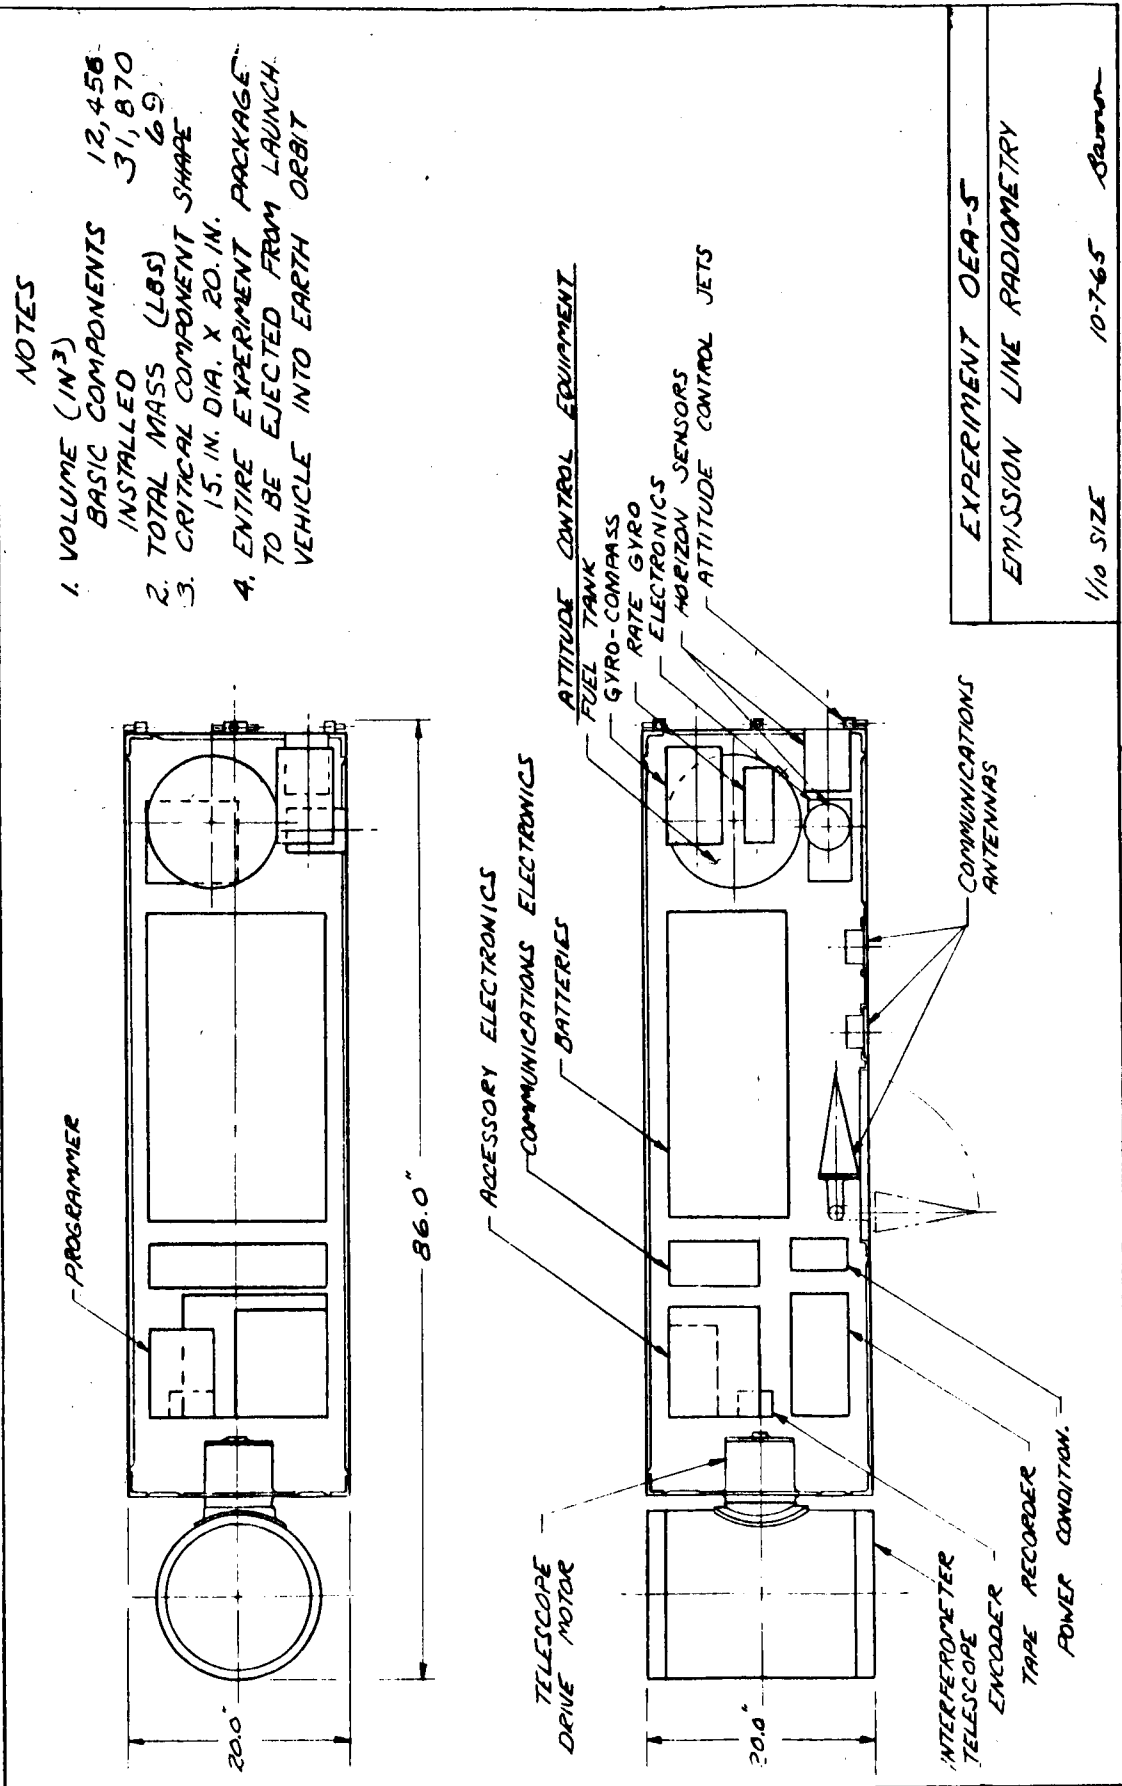 NOTES
1. VOLUME (IN³)
BASIC COMPONENTS 12,456
INSTALLED 31,870
2. TOTAL MASS (LBS) 69.
3. CRITICAL COMPONENT SHAPE
15. IN. DIA. X 20. IN.
4. ENTIRE EXPERIMENT PACKAGE
TO BE EJECTED FROM LAUNCH
VEHICLE INTO EARTH ORBIT
PROGRAMMER
86.0"
20.0"
ACCESSORY ELECTRONICS
COMMUNICATIONS ELECTRONICS
BATTERIES
ATTITUDE CONTROL EQUIPMENT
FUEL TANK
GYRO-COMPASS
RATE GYRO
ELECTRONICS
HORIZON SENSORS
ATTITUDE CONTROL JETS
TELESCOPE
DRIVE MOTOR
20.0"
INTERFEROMETER
TELESCOPE
ENCODER
TAPE RECORDER
POWER CONDITION.
COMMUNICATIONS
ANTENNAS
EXPERIMENT OEA-5
EMISSION LINE RADIOMETRY
1/10 SIZE 10-7-65